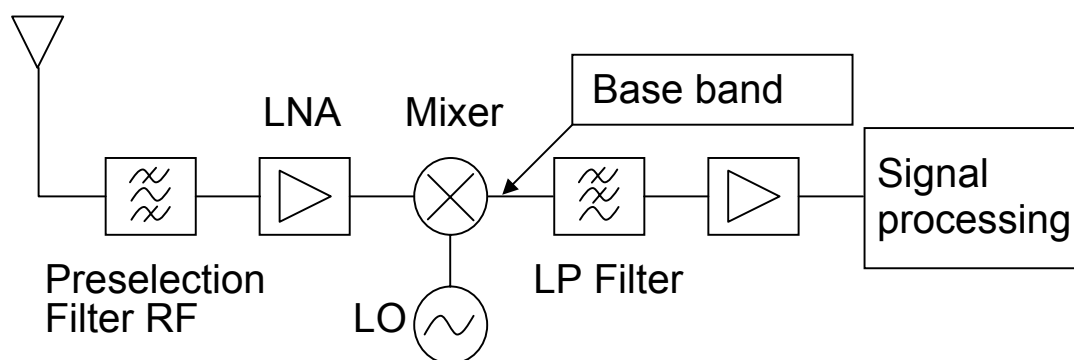 Base band
LNA
Mixer
Signal
processing
Preselection
Filter RF
LO
LP Filter